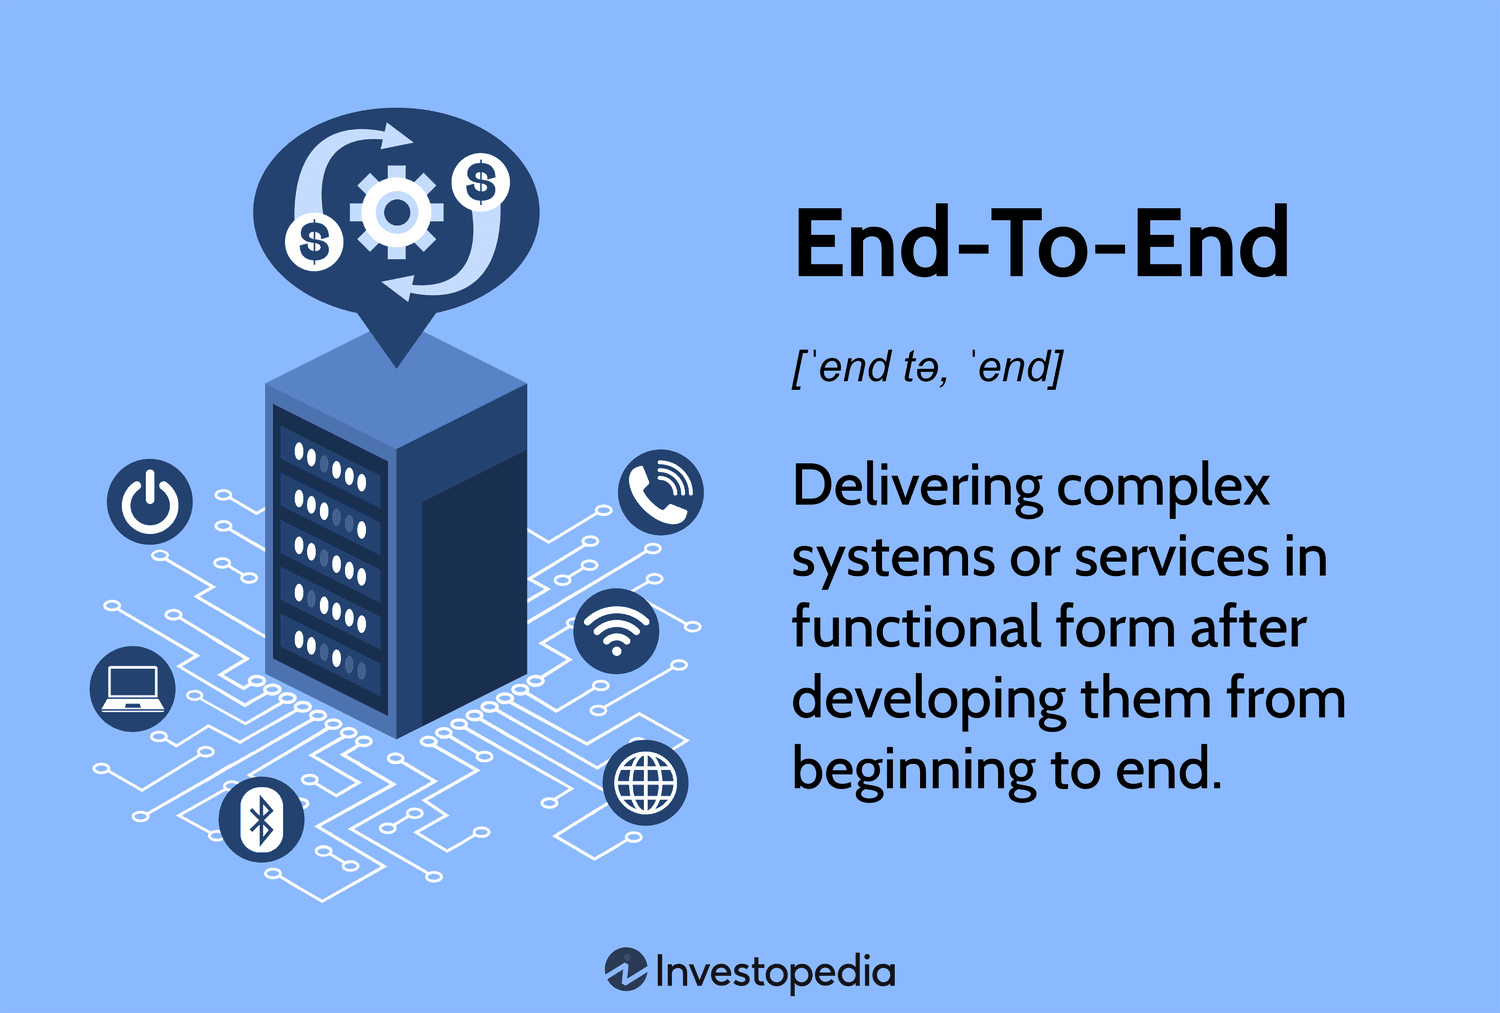 $
$
End-To-End
[ˈend tə, ˈend]
Delivering complex
systems or services in
functional form after
developing them from
beginning to end.
Investopedia